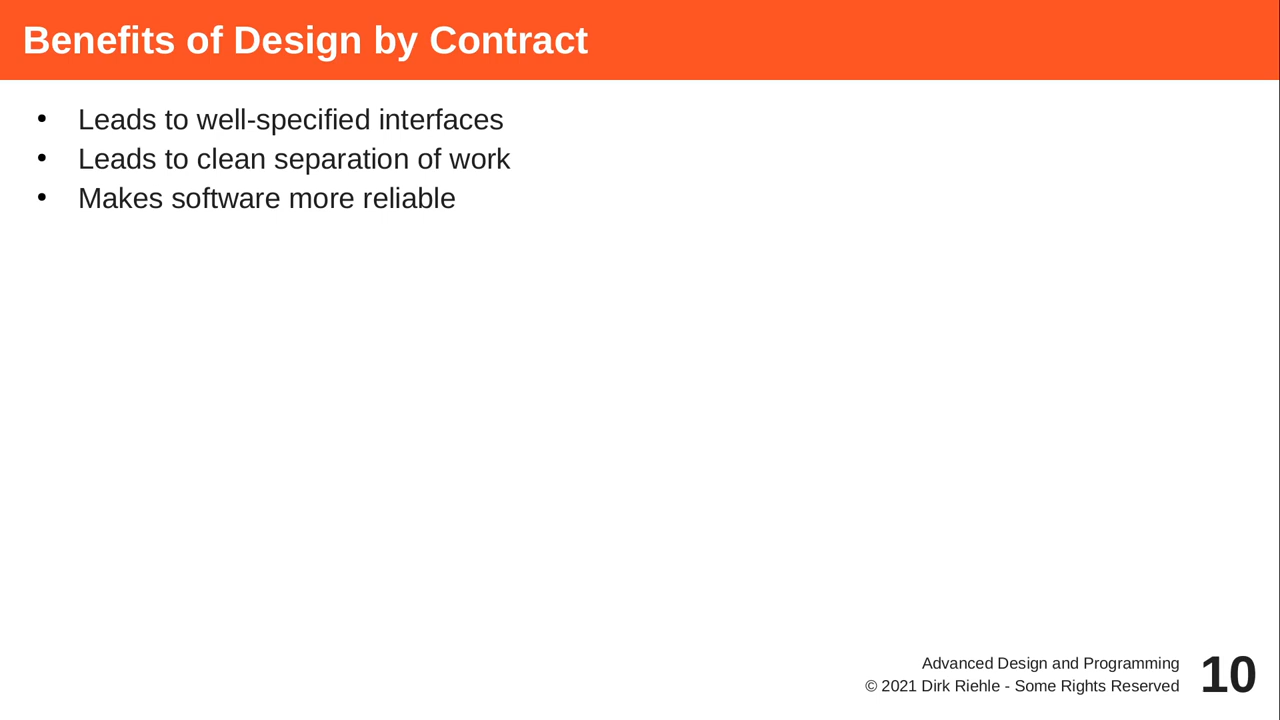 Benefits of Design by Contract
• Leads to well-specified interfaces
• Leads to clean separation of work
• Makes software more reliable
Advanced Design and Programming
© 2021 Dirk Riehle - Some Rights Reserved
10